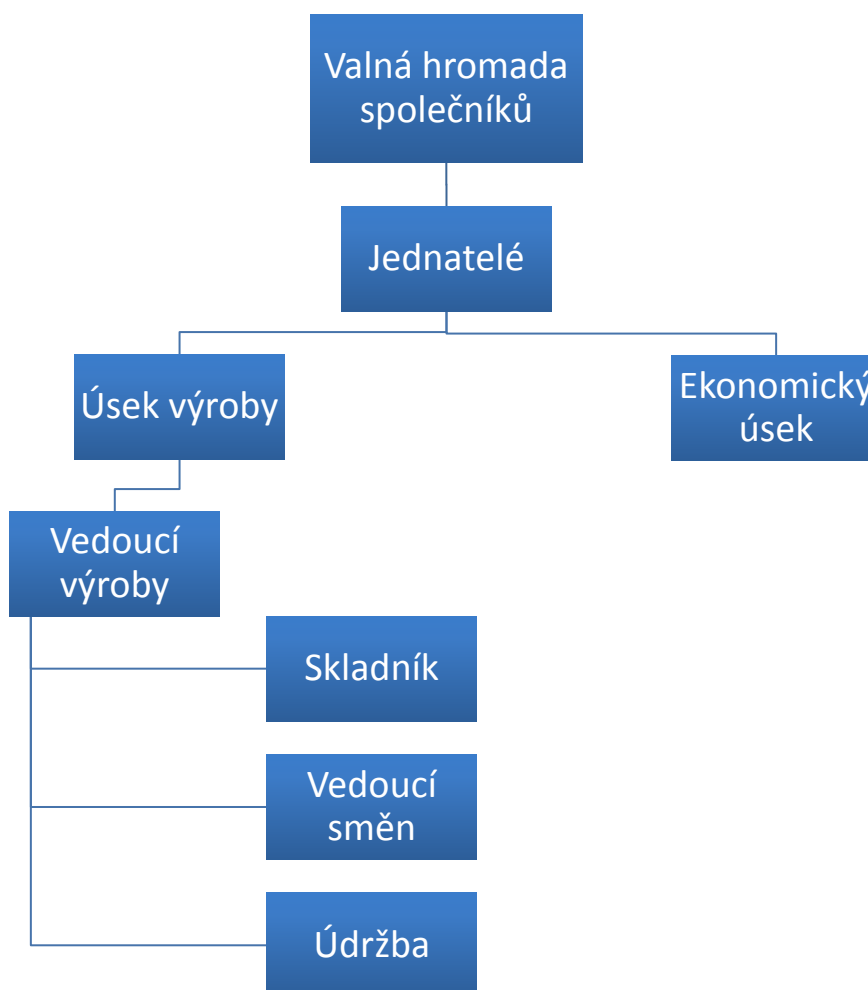 Valná hromada
společníků
Jednatelé
Úsek výroby
Ekonomický
úsek
Vedoucí
výroby
Skladník
Vedoucí
směn
Údržba